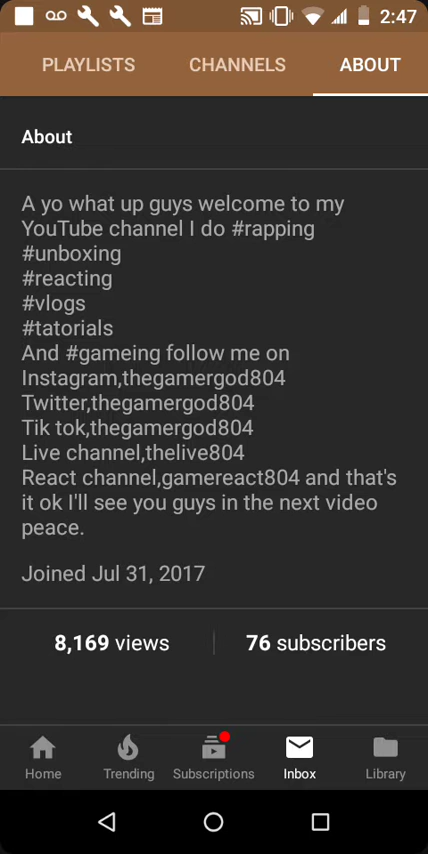 2:47
PLAYLISTS CHANNELS ABOUT
About
A yo what up guys welcome to my
YouTube channel I do #rapping
#unboxing
#reacting
#vlogs
#tatorials
And #gameing follow me on
Instagram,thegamergod804
Twitter,thegamergod804
Tik tok,thegamergod804
Live channel,thelive804
React channel,gamereact804 and that's
it ok I'll see you guys in the next video
peace.
Joined Jul 31, 2017
8,169 views 76 subscribers
Home Trending Subscriptions Inbox Library